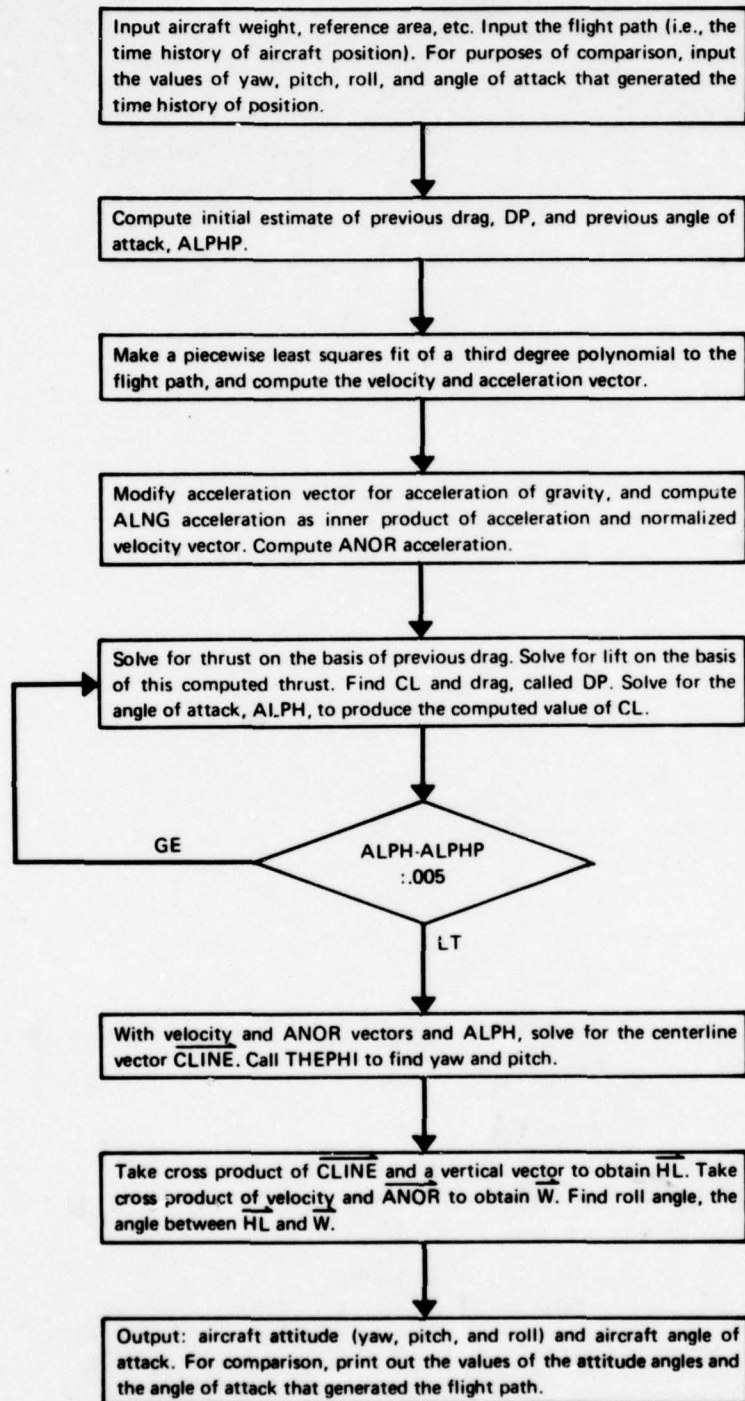 Input aircraft weight, reference area, etc. Input the flight path (i.e., the
time history of aircraft position). For purposes of comparison, input
the values of yaw, pitch, roll, and angle of attack that generated the
time history of position.
Compute initial estimate of previous drag, DP, and previous angle of
attack, ALPHP.
Make a piecewise least squares fit of a third degree polynomial to the
flight path, and compute the velocity and acceleration vector.
Modify acceleration vector for acceleration of gravity, and compute
ALNG acceleration as inner product of acceleration and normalized
velocity vector. Compute ANOR acceleration.
Solve for thrust on the basis of previous drag. Solve for lift on the basis
of this computed thrust. Find CL and drag, called DP. Solve for the
angle of attack, ALPH, to produce the computed value of CL.
GE
ALPH-ALPHP
:.005
LT
With velocity and ANOR vectors and ALPH, solve for the centerline
vector CLINE. Call THEPHI to find yaw and pitch.
Take cross product of CLINE and a vertical vector to obtain HL. Take
cross product of velocity and ANOR to obtain W. Find roll angle, the
angle between HL and W.
Output: aircraft attitude (yaw, pitch, and roll) and aircraft angle of
attack. For comparison, print out the values of the attitude angles and
the angle of attack that generated the flight path.